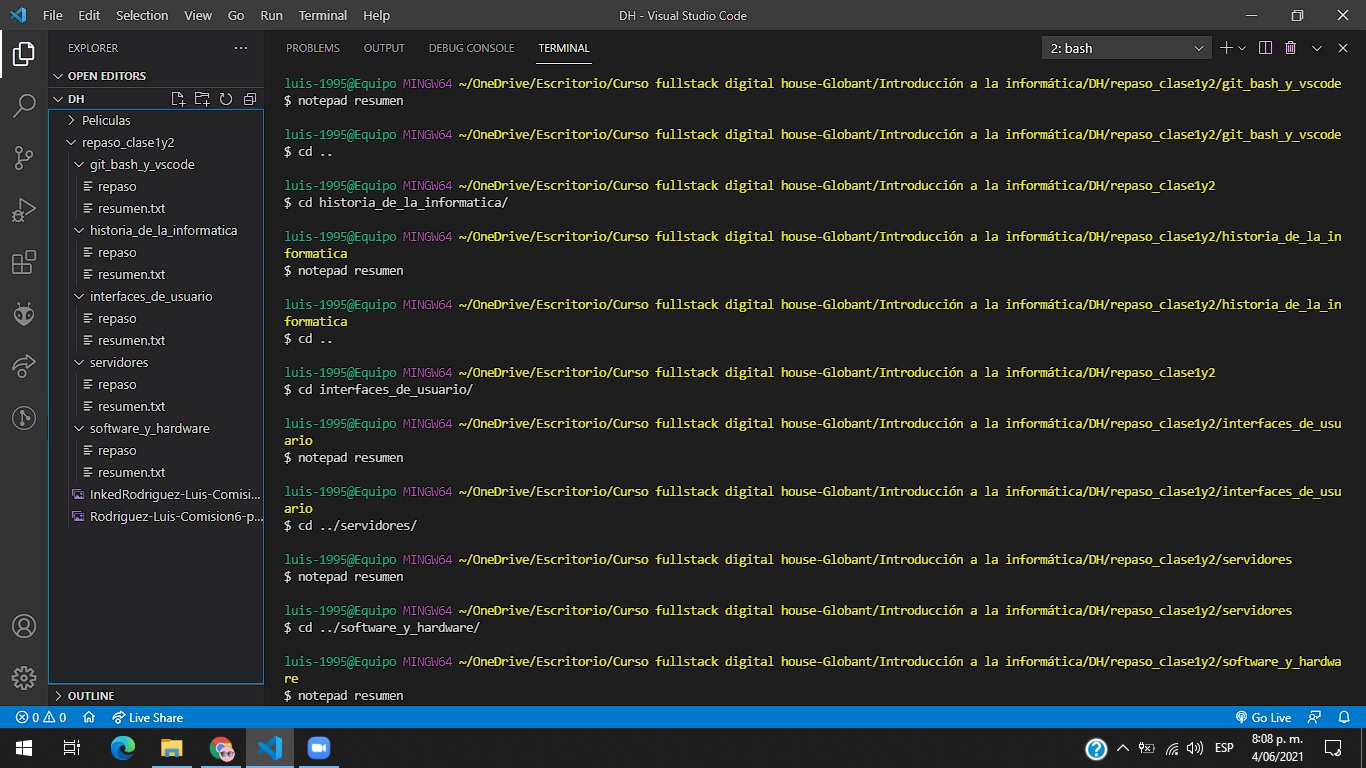 File Edit Selection View Go Run Terminal Help
DH - Visual Studio Code
EXPLORER
OPEN EDITORS
DH
Peliculas
repaso_clase1y2
git_bash_y_vscode
repaso
resumen.txt
historia_de_la_informatica
repaso
resumen.txt
interfaces_de_usuario
repaso
resumen.txt
servidores
repaso
resumen.txt
software_y_hardware
repaso
resumen.txt
InkedRodriguez-Luis-Comisi...
Rodriguez-Luis-Comision6-p...
OUTLINE
PROBLEMS OUTPUT DEBUG CONSOLE TERMINAL
2: bash
luis-1995@Equipo MINGW64 ~/OneDrive/Escritorio/Curso fullstack digital house-Globant/Introducción a la informática/DH/repaso_clase1y2/git_bash_y_vscode
$ notepad resumen
luis-1995@Equipo MINGW64 ~/OneDrive/Escritorio/Curso fullstack digital house-Globant/Introducción a la informática/DH/repaso_clase1y2/git_bash_y_vscode
$ cd ..
luis-1995@Equipo MINGW64 ~/OneDrive/Escritorio/Curso fullstack digital house-Globant/Introducción a la informática/DH/repaso_clase1y2
$ cd historia_de_la_informatica/
luis-1995@Equipo MINGW64 ~/OneDrive/Escritorio/Curso fullstack digital house-Globant/Introducción a la informática/DH/repaso_clase1y2/historia_de_la_in
formatica
$ notepad resumen
luis-1995@Equipo MINGW64 ~/OneDrive/Escritorio/Curso fullstack digital house-Globant/Introducción a la informática/DH/repaso_clase1y2/historia_de_la_in
formatica
$ cd ..
luis-1995@Equipo MINGW64 ~/OneDrive/Escritorio/Curso fullstack digital house-Globant/Introducción a la informática/DH/repaso_clase1y2
$ cd interfaces_de_usuario/
luis-1995@Equipo MINGW64 ~/OneDrive/Escritorio/Curso fullstack digital house-Globant/Introducción a la informática/DH/repaso_clase1y2/interfaces_de_usu
ario
$ notepad resumen
luis-1995@Equipo MINGW64 ~/OneDrive/Escritorio/Curso fullstack digital house-Globant/Introducción a la informática/DH/repaso_clase1y2/interfaces_de_usu
ario
$ cd ../servidores/
luis-1995@Equipo MINGW64 ~/OneDrive/Escritorio/Curso fullstack digital house-Globant/Introducción a la informática/DH/repaso_clase1y2/servidores
$ notepad resumen
luis-1995@Equipo MINGW64 ~/OneDrive/Escritorio/Curso fullstack digital house-Globant/Introducción a la informática/DH/repaso_clase1y2/servidores
$ cd ../software_y_hardware/
luis-1995@Equipo MINGW64 ~/OneDrive/Escritorio/Curso fullstack digital house-Globant/Introducción a la informática/DH/repaso_clase1y2/software_y_hardwa
re
$ notepad resumen
0 0 Live Share
Go Live
ESP
8:08 p. m.
4/06/2021